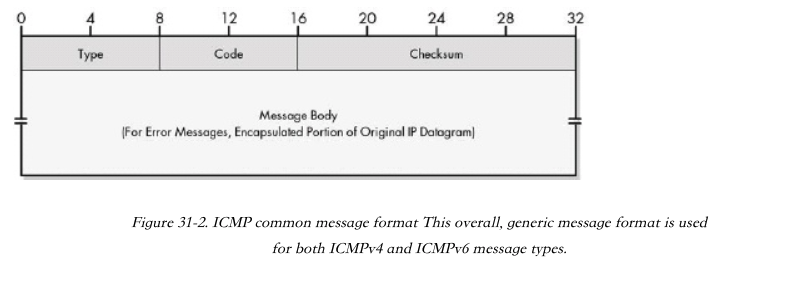 0 4 8 12 16 20 24 28 32
Type Code Checksum
Message Body
(For Error Messages, Encapsulated Portion of Original IP Datagram)
Figure 31-2. ICMP common message format This overall, generic message format is used
for both ICMPv4 and ICMPv6 message types.